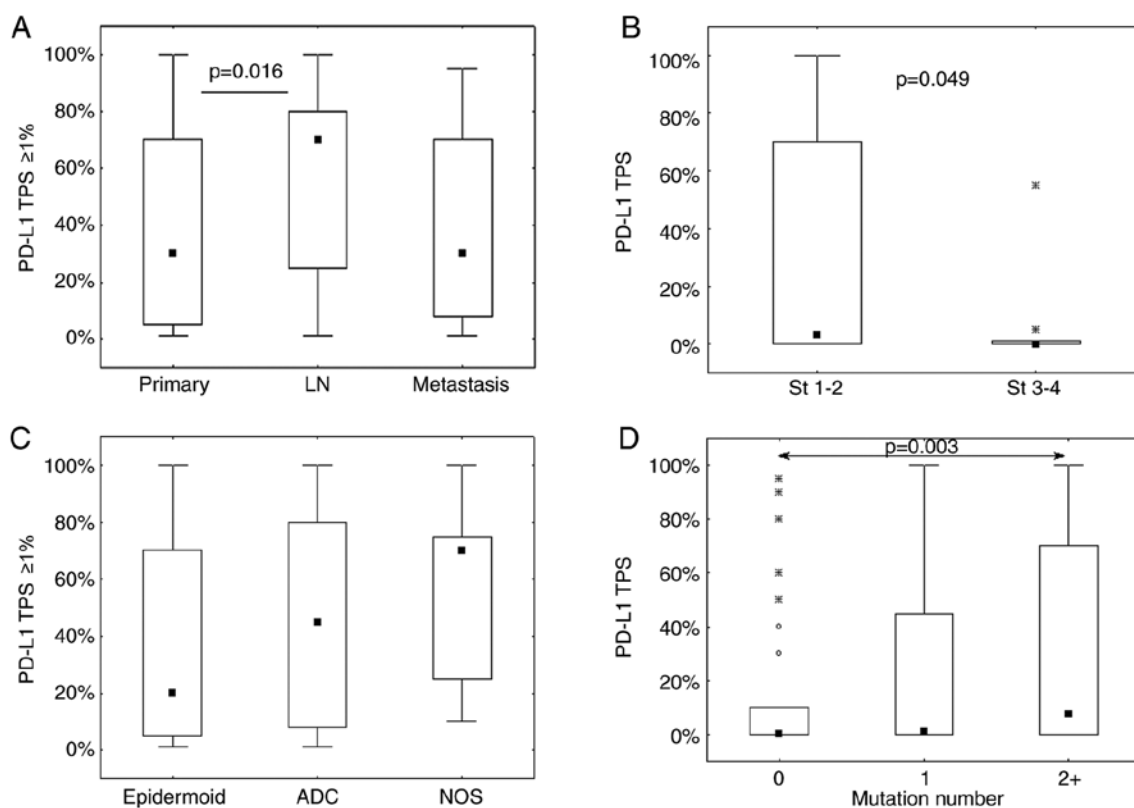 A
PD-L1 TPS ≥1%
100%
80%
60%
40%
20%
0%
p=0.016
Primary LN Metastasis
B
PD-L1 TPS
100%
80%
60%
40%
20%
0%
p=0.049
St 1-2 St 3-4
C
PD-L1 TPS ≥1%
100%
80%
60%
40%
20%
0%
Epidermoid ADC NOS
D
PD-L1 TPS
100%
80%
60%
40%
20%
0%
p=0.003
0 1 2+
Mutation number